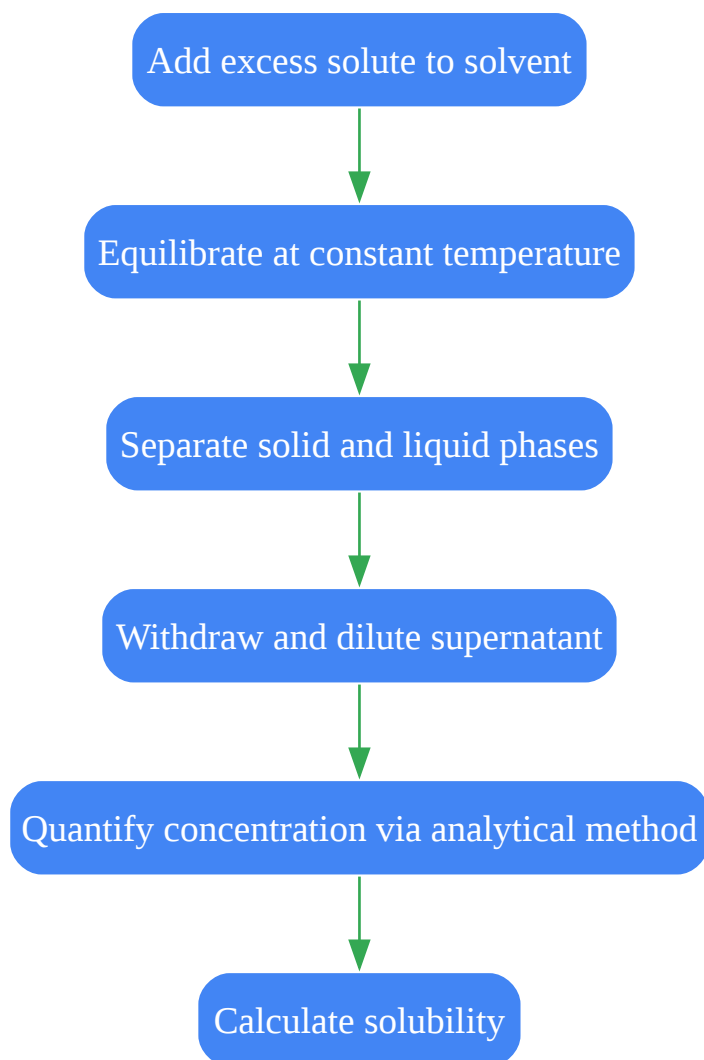 Add excess solute to solvent
Equilibrate at constant temperature
Separate solid and liquid phases
Withdraw and dilute supernatant
Quantify concentration via analytical method
Calculate solubility